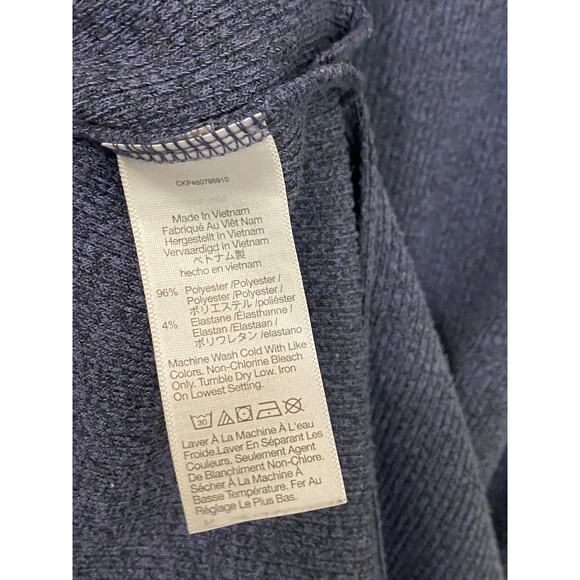 CKP460795910
Made In Vietnam
Fabriqué Au Viêt Nam
Hergestellt In Vietnam
Vervaardigd in Vietnam
ベトナム製
hecho en vietnam
96% Polyester /Polyester/
Polyester /Polyester/
ポリエステル /poliéster
4% Elastane /Élasthanne/
Elastan /Elastaan/
ポリウレタン /elastano
Machine Wash Cold With Like
Colors. Non-Chlorine Bleach
Only. Tumble Dry Low. Iron
On Lowest Setting.
30
Laver À La Machine À L'eau
Froide.Laver En Séparant Les
Couleurs. Seulement Agent
De Blanchiment Non-Chlore.
Sécher À La Machine À
Basse Température. Fer Au
Réglage Le Plus Bas.